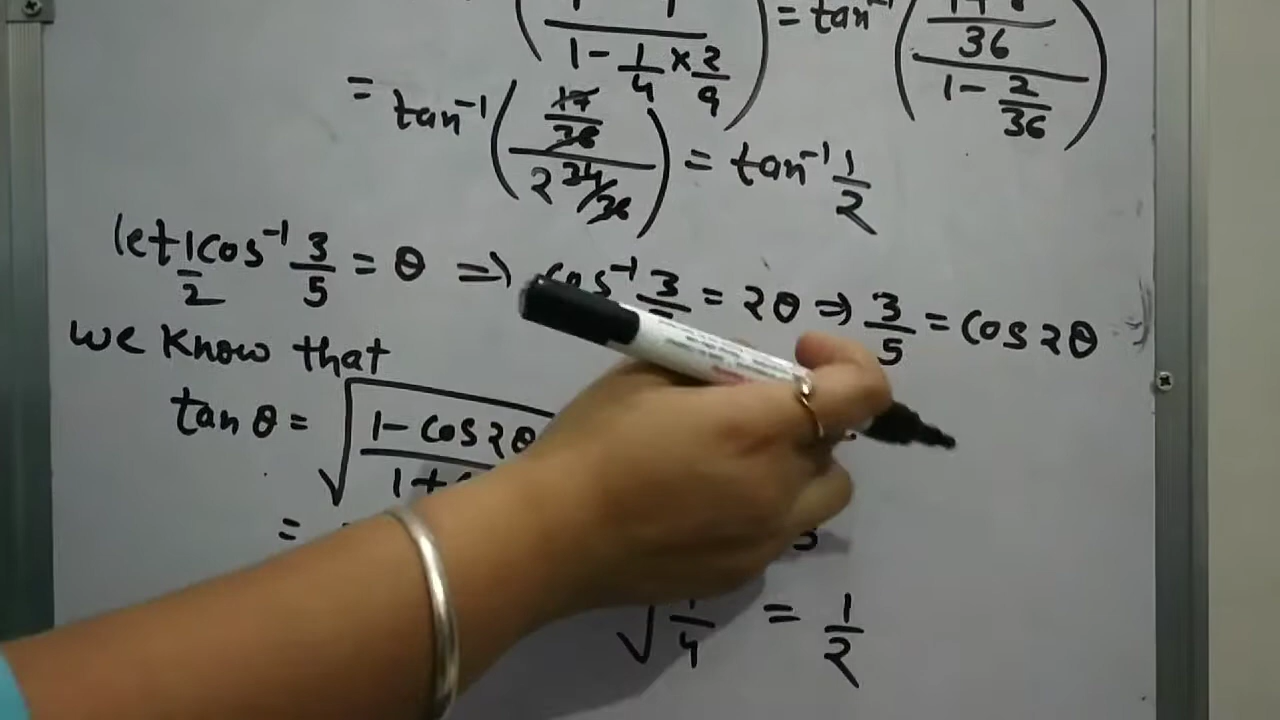 1 - 1/4 × 2/9 = tan⁻¹ ( /36 / 1 - 2/36 )
= tan⁻¹ ( 17/36 / 2 34/36 ) = tan⁻¹ 1/2
let 1/2 cos⁻¹ 3/5 = θ ⇒ cos⁻¹ 3/ = 2θ ⇒ 3/5 = cos 2θ
we know that
tan θ = √(1 - cos 2θ / 1 +
=
√1/4 = 1/2